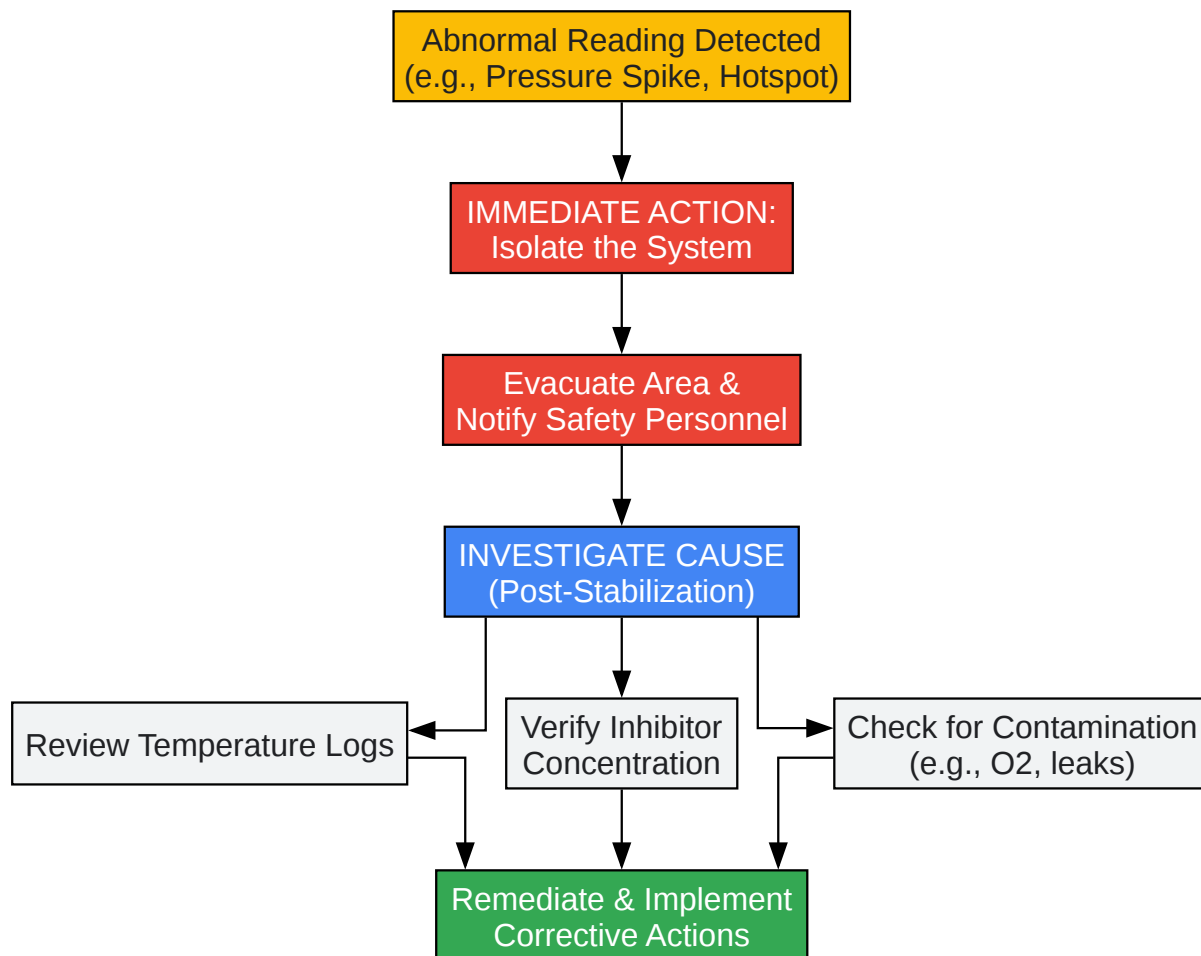 Abnormal Reading Detected
(e.g., Pressure Spike, Hotspot)
IMMEDIATE ACTION:
Isolate the System
Evacuate Area &
Notify Safety Personnel
INVESTIGATE CAUSE
(Post-Stabilization)
Review Temperature Logs
Verify Inhibitor
Concentration
Check for Contamination
(e.g., O2, leaks)
Remediate & Implement
Corrective Actions